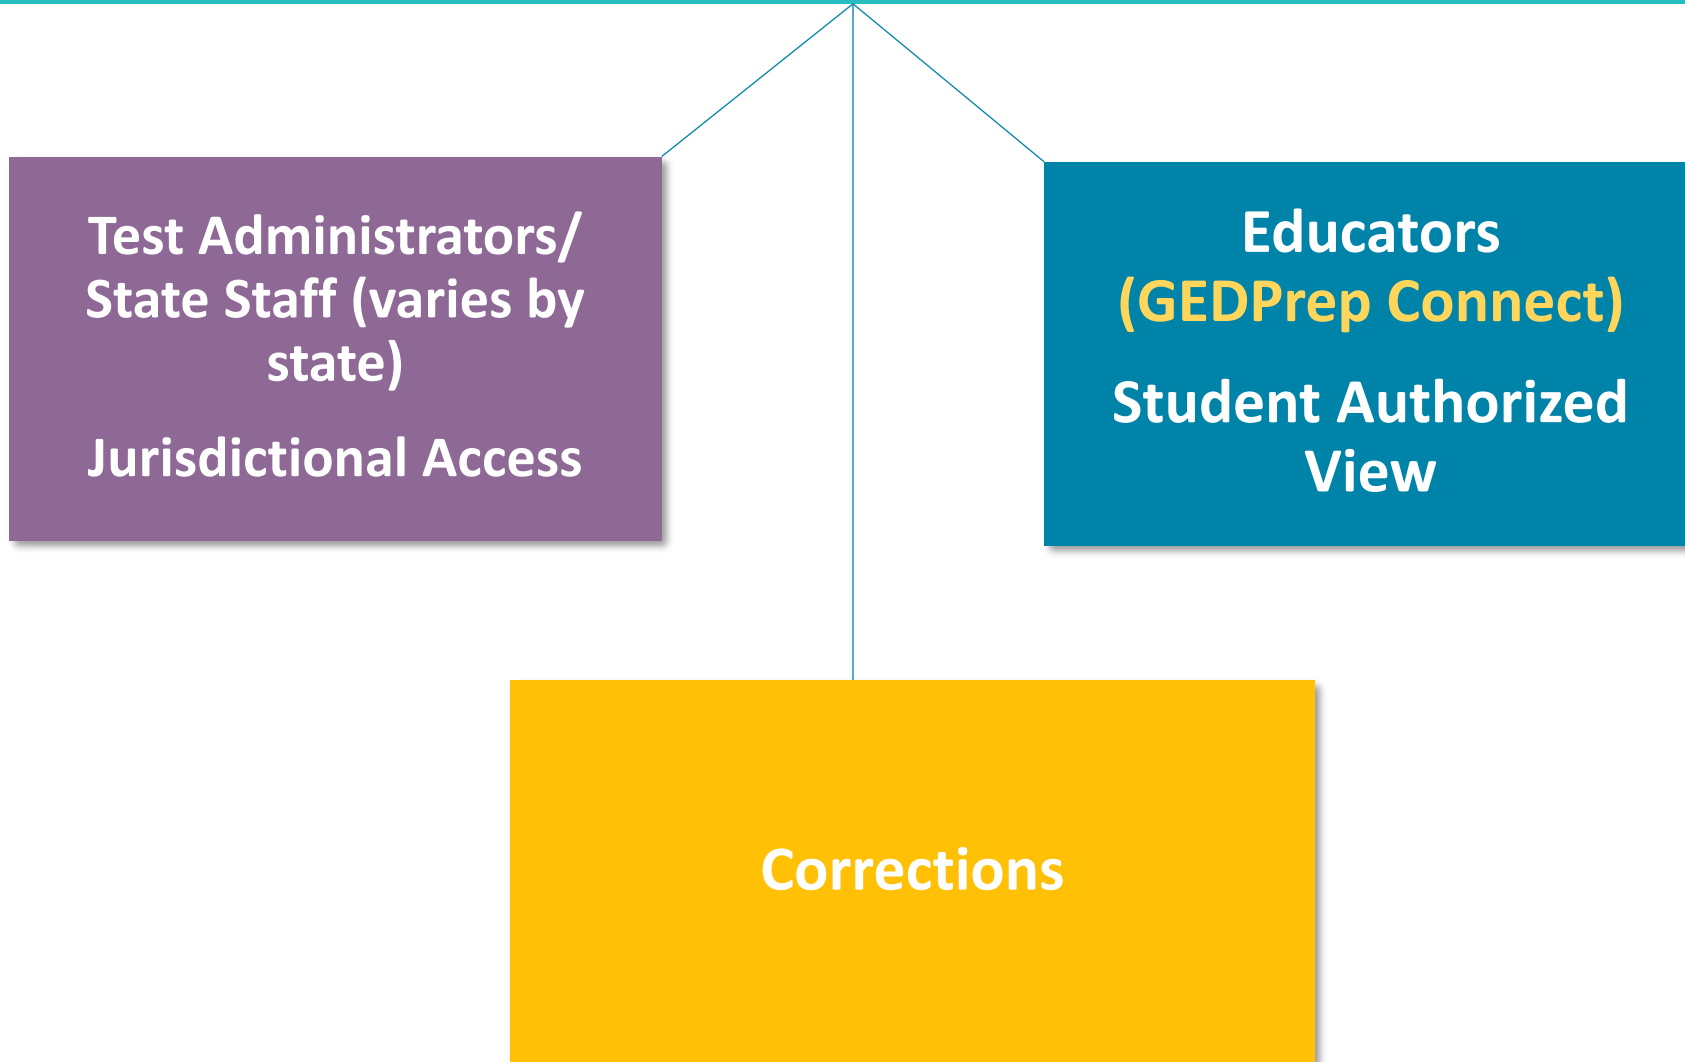 Test Administrators/
State Staff (varies by
state)
Jurisdictional Access
Educators
(GEDPrep Connect)
Student Authorized
View
Corrections